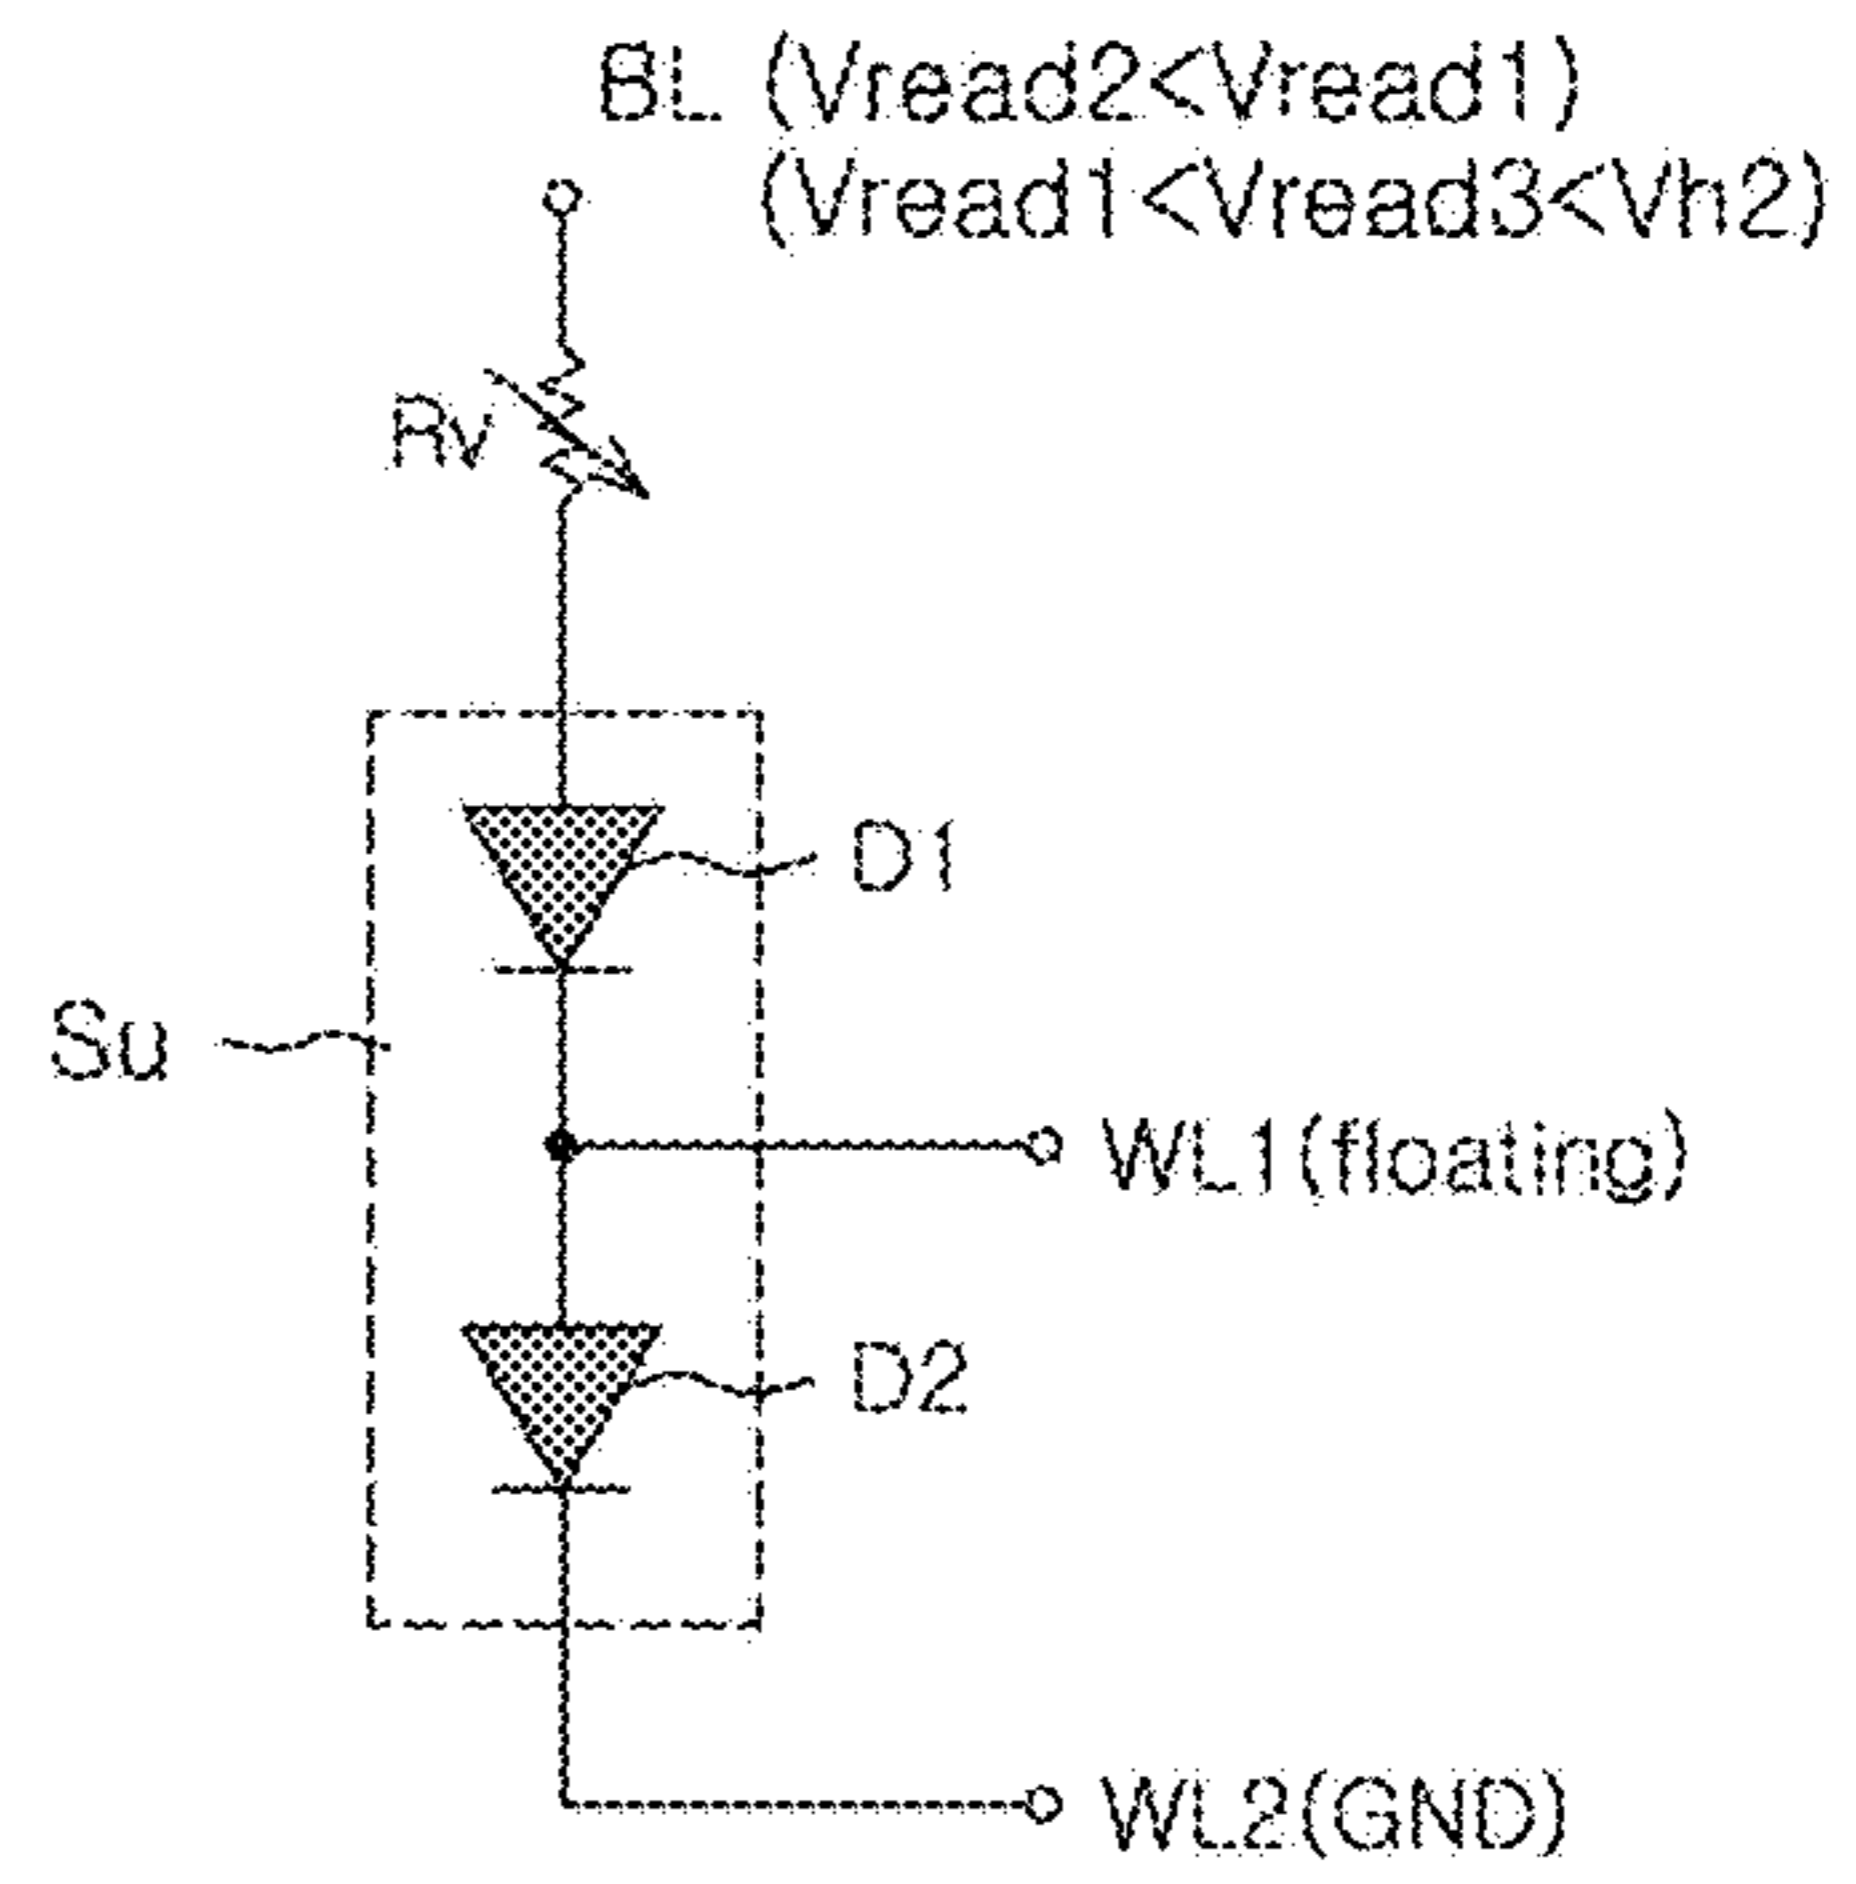 BL (Vread2<Vread1)
(Vread1<Vread3<Vh2)
Rv
D1
Su
WL1(floating)
D2
WL2(GND)